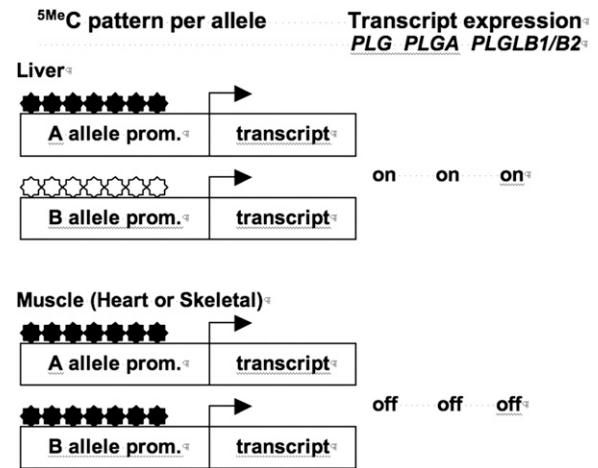 ⁵ᴹᵉC pattern per allele Transcript expression
PLG PLGA PLGLB1/B2
Liver
A allele prom. transcript
on on on
B allele prom. transcript
Muscle (Heart or Skeletal)
A allele prom. transcript
off off off
B allele prom. transcript